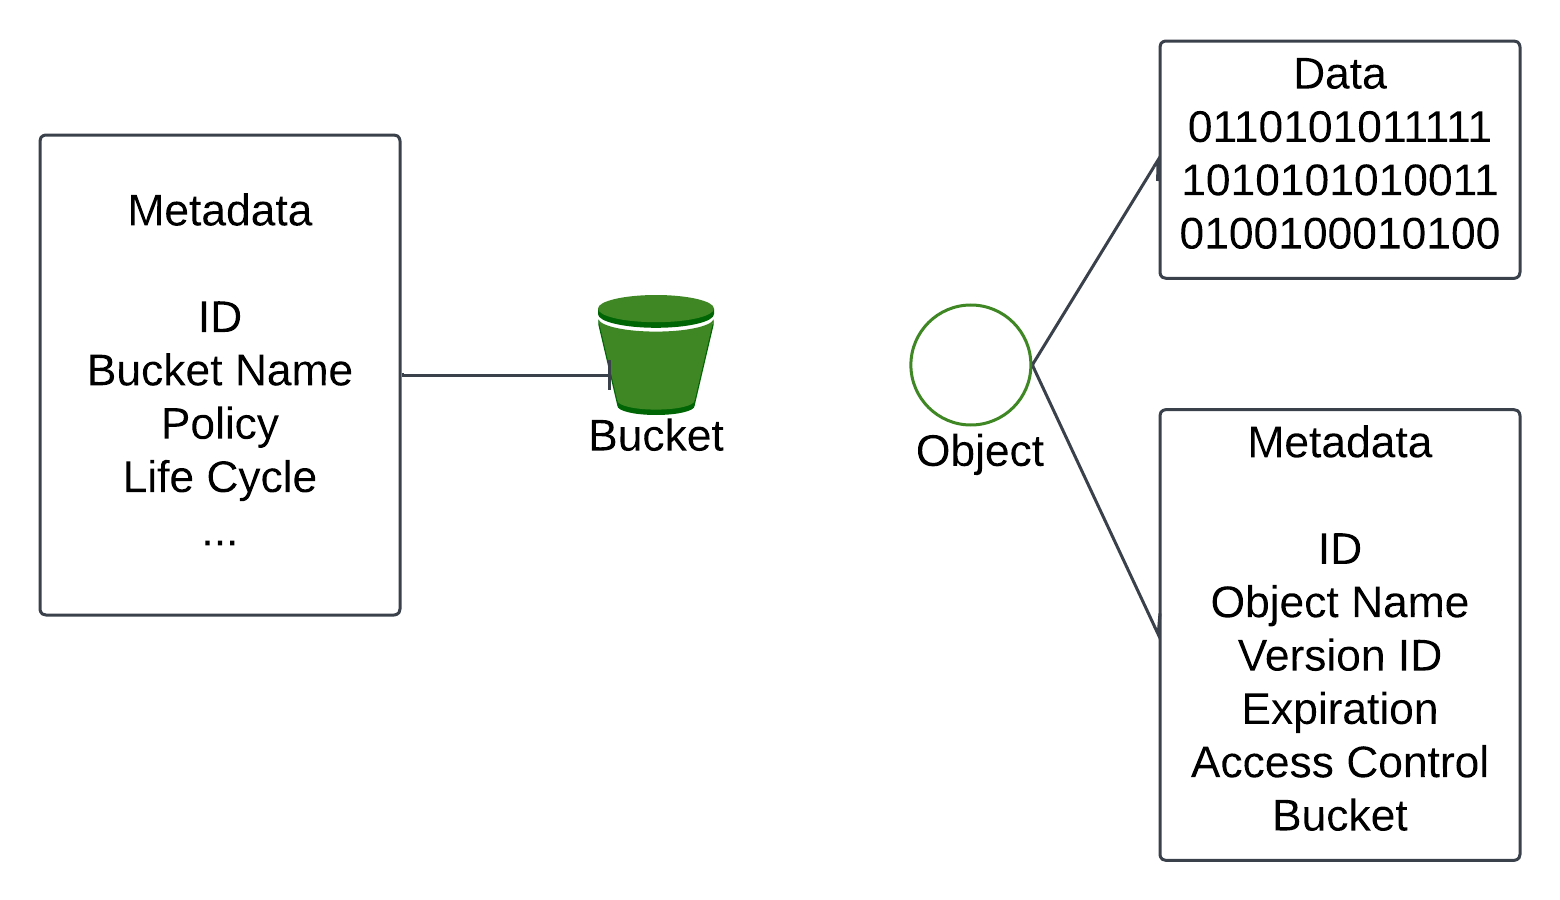 Metadata
ID
Bucket Name
Policy
Life Cycle
...
Bucket
Object
Data
0110101011111
1010101010011
0100100010100
Metadata
ID
Object Name
Version ID
Expiration
Access Control
Bucket